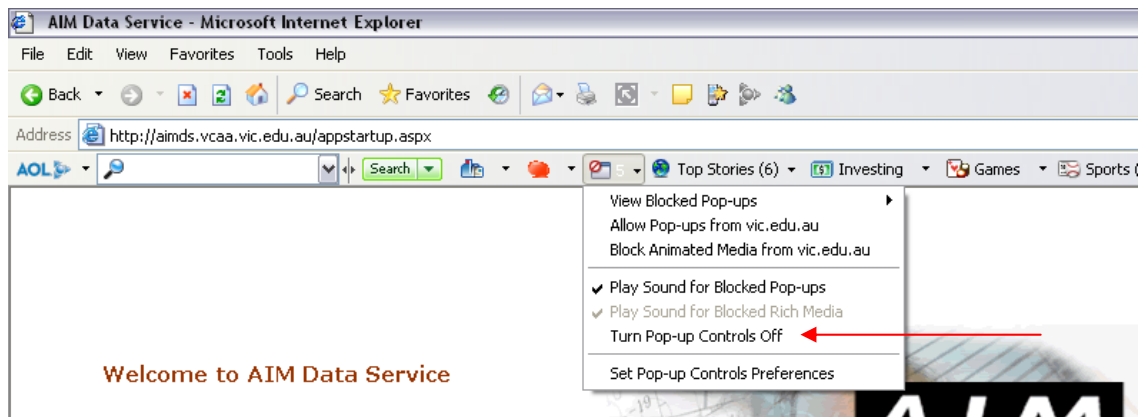 AIM Data Service - Microsoft Internet Explorer
File Edit View Favorites Tools Help
Back Search Favorites
Address http://aimds.vcaa.vic.edu.au/appstartup.aspx
AOL Search 5 Top Stories (6) Investing Games Sports (
View Blocked Pop-ups
Allow Pop-ups from vic.edu.au
Block Animated Media from vic.edu.au
Play Sound for Blocked Pop-ups
Play Sound for Blocked Rich Media
Turn Pop-up Controls Off
Set Pop-up Controls Preferences
Welcome to AIM Data Service
AIM